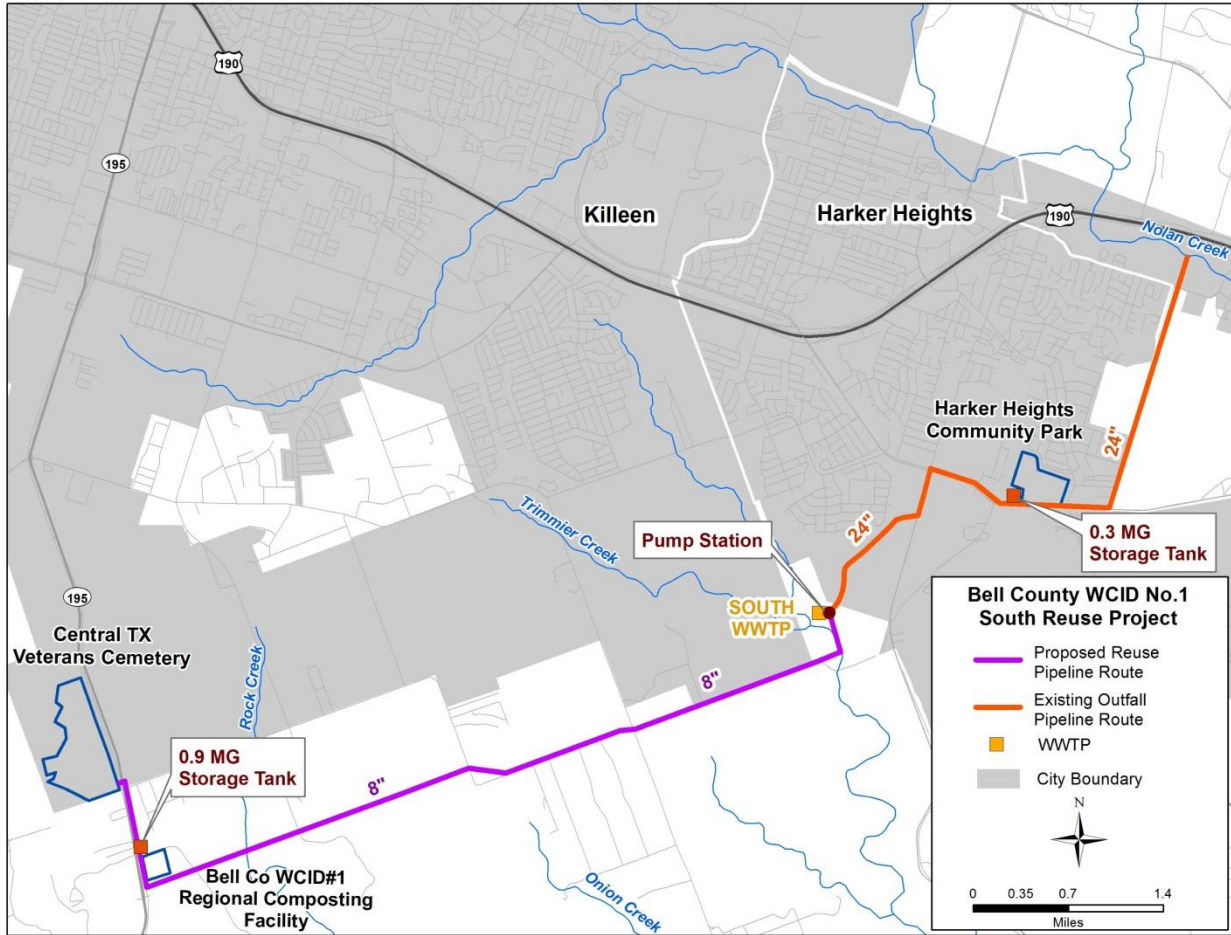 190
195
Killeen
Harker Heights
190
Nolan Creek
Harker Heights
Community Park
24"
Trimmier Creek
Pump Station
24"
0.3 MG
Storage Tank
SOUTH
WWTP
195
Central TX
Veterans Cemetery
Rock Creek
8"
0.9 MG
Storage Tank
8"
Bell Co WCID#1
Regional Composting
Facility
Onion Creek
Bell County WCID No.1
South Reuse Project
Proposed Reuse
Pipeline Route
Existing Outfall
Pipeline Route
WWTP
City Boundary
N
0 0.35 0.7 1.4
Miles